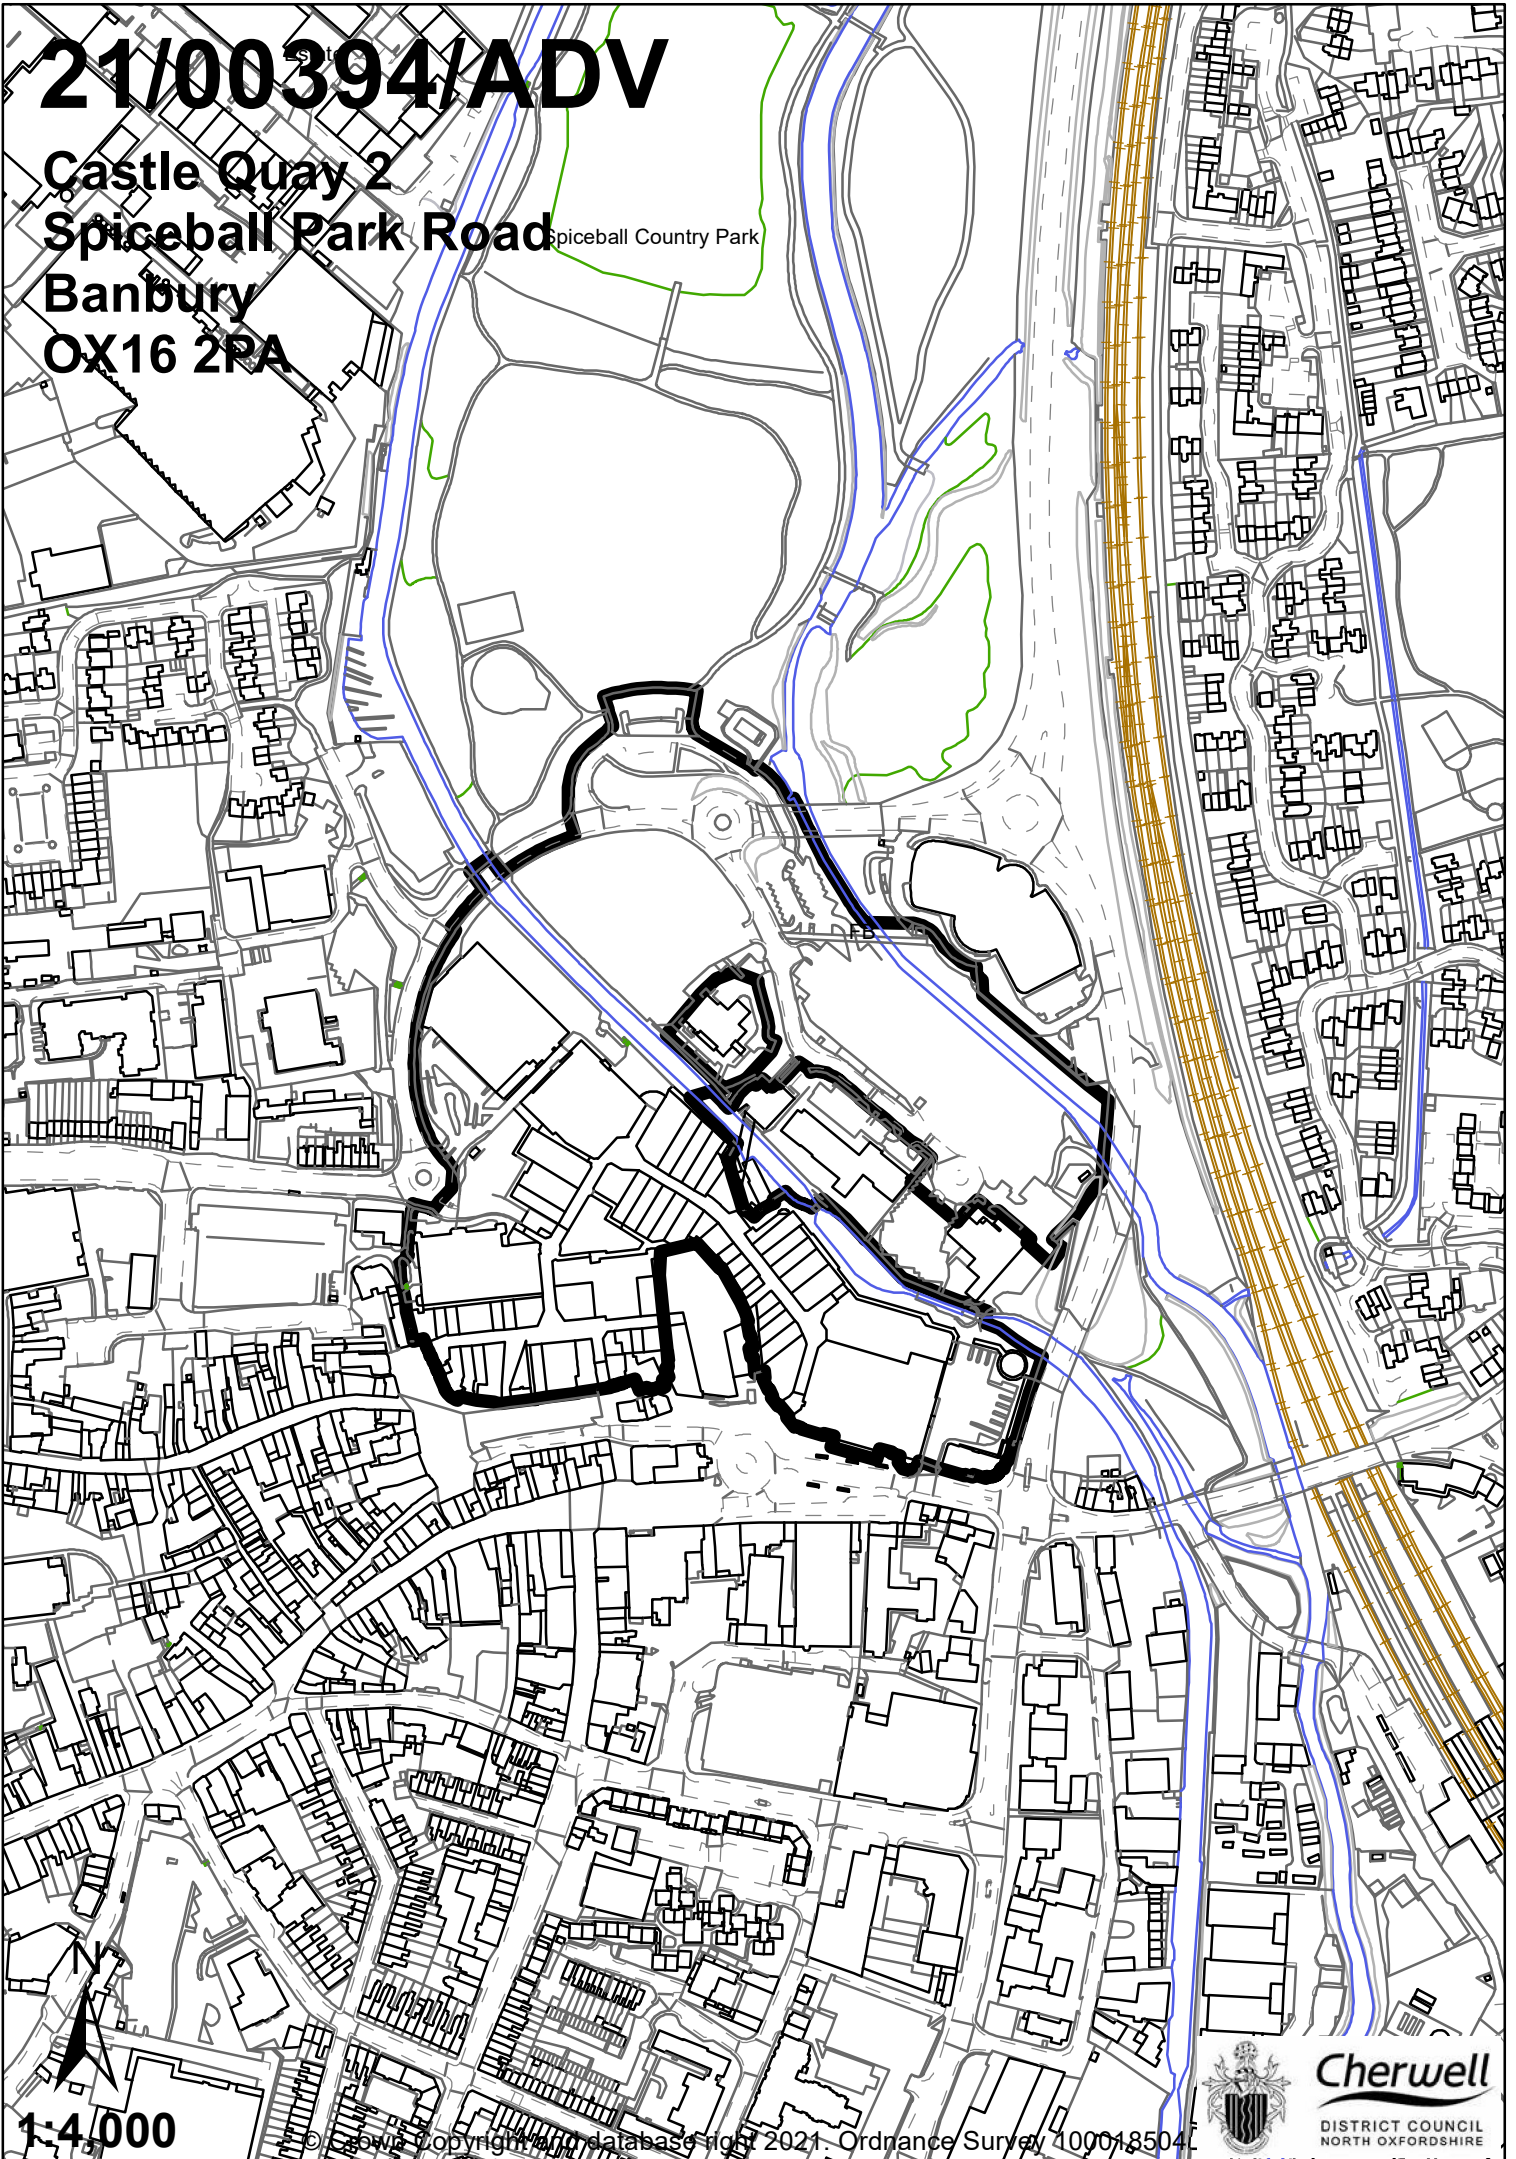 21/00394/ADV
Castle Quay 2
Spiceball Park Road
Banbury
OX16 2PA
Spiceball Country Park
FB
N
1:4,000
© Crown Copyright and database right 2021. Ordnance Survey 100018504
Cherwell
DISTRICT COUNCIL
NORTH OXFORDSHIRE